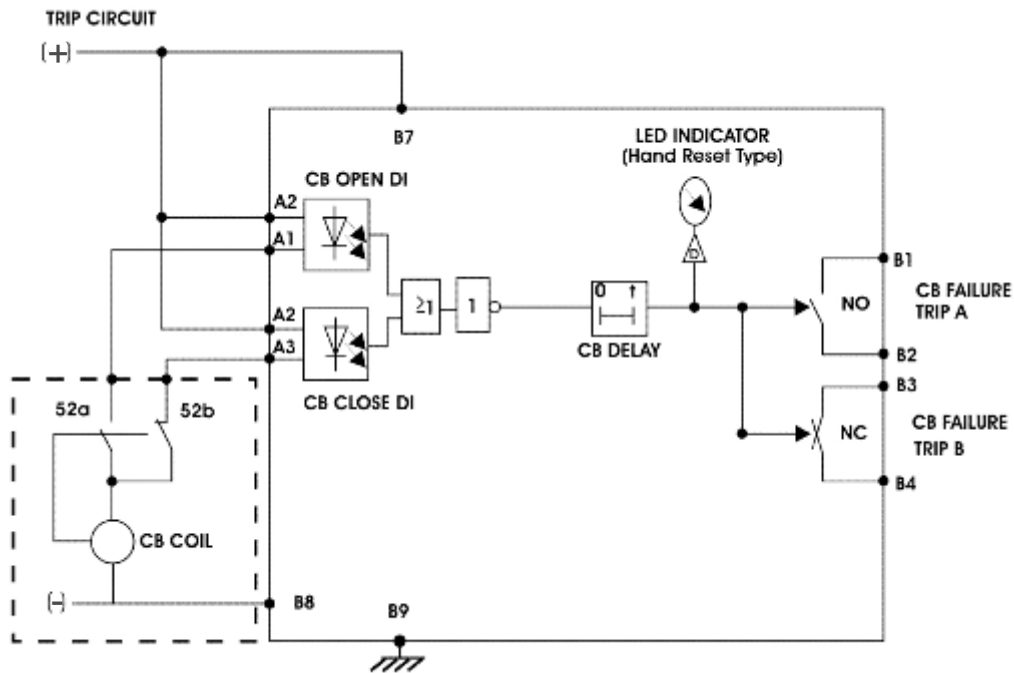 TRIP CIRCUIT
(+)
B7
LED INDICATOR
(Hand Reset Type)
CB OPEN DI
A2
A1
D
B1
≥1
1
0 t
NO
CB FAILURE
TRIP A
A2
A3
CB DELAY
B2
CB CLOSE DI
B3
52a
52b
NC
CB FAILURE
TRIP B
B4
CB COIL
(-)
B8
B9